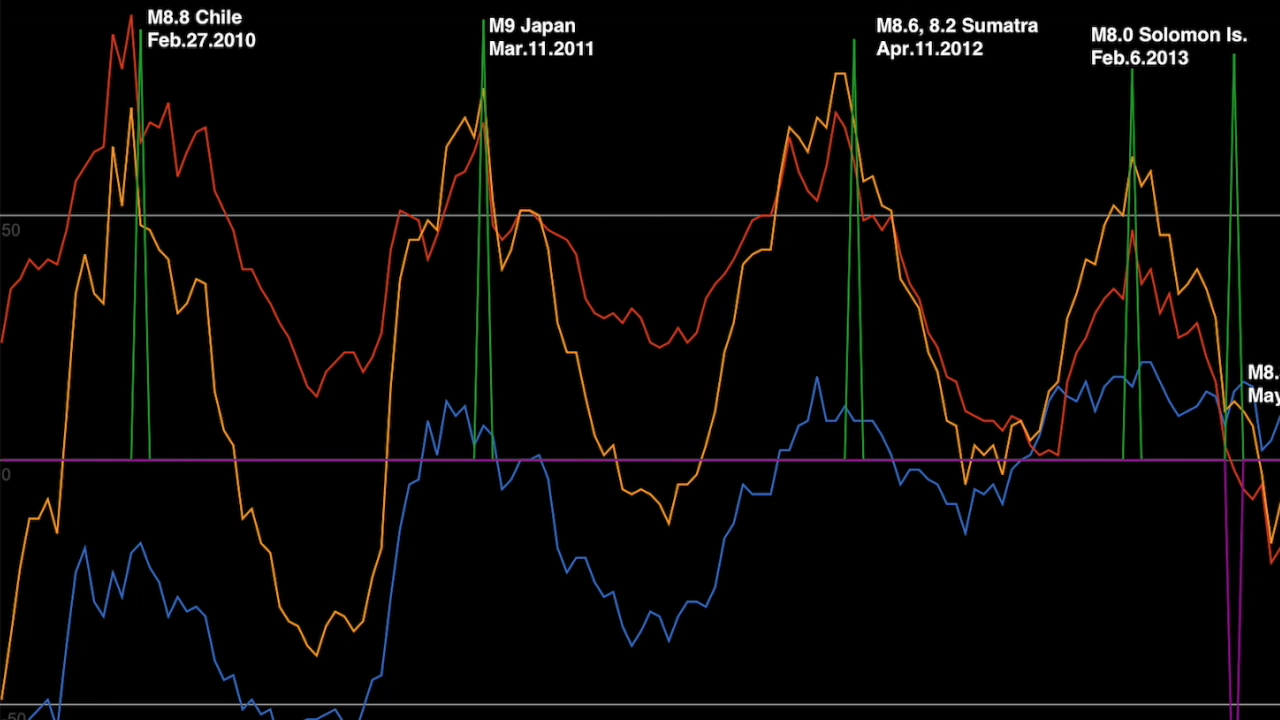 M8.8 Chile
Feb.27.2010
M9 Japan
Mar.11.2011
M8.6, 8.2 Sumatra
Apr.11.2012
M8.0 Solomon Is.
Feb.6.2013
50
M8.
May
0
-50